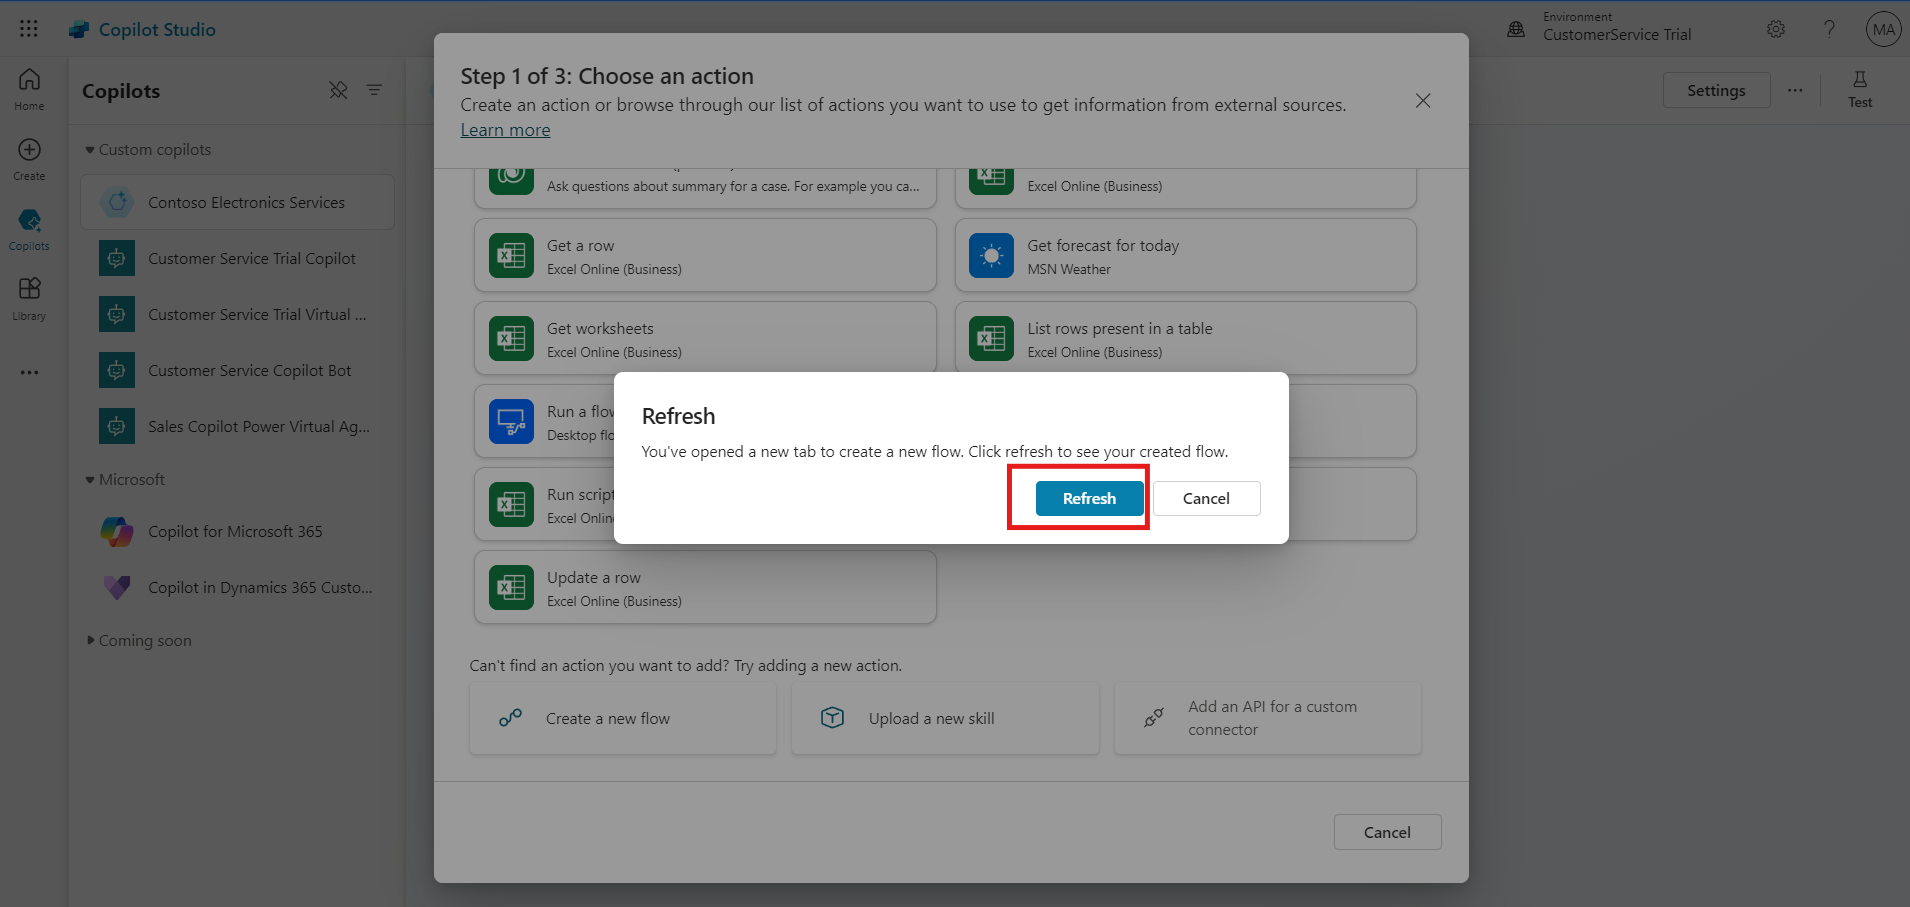 Copilot Studio
Environment
CustomerService Trial
MA
Home
Create
Copilots
Library
Copilots
Custom copilots
Contoso Electronics Services
Customer Service Trial Copilot
Customer Service Trial Virtual ...
Customer Service Copilot Bot
Sales Copilot Power Virtual Ag...
Microsoft
Copilot for Microsoft 365
Copilot in Dynamics 365 Custo...
Coming soon
Settings
Test
Step 1 of 3: Choose an action
Create an action or browse through our list of actions you want to use to get information from external sources.
Learn more
Ask questions about summary for a case. For example you ca...
Excel Online (Business)
Get a row
Excel Online (Business)
Get forecast for today
MSN Weather
Get worksheets
Excel Online (Business)
List rows present in a table
Excel Online (Business)
Run a flow
Desktop flo
Run script
Excel Onlin
Refresh
You've opened a new tab to create a new flow. Click refresh to see your created flow.
Refresh
Cancel
Update a row
Excel Online (Business)
Can't find an action you want to add? Try adding a new action.
Create a new flow
Upload a new skill
Add an API for a custom
connector
Cancel